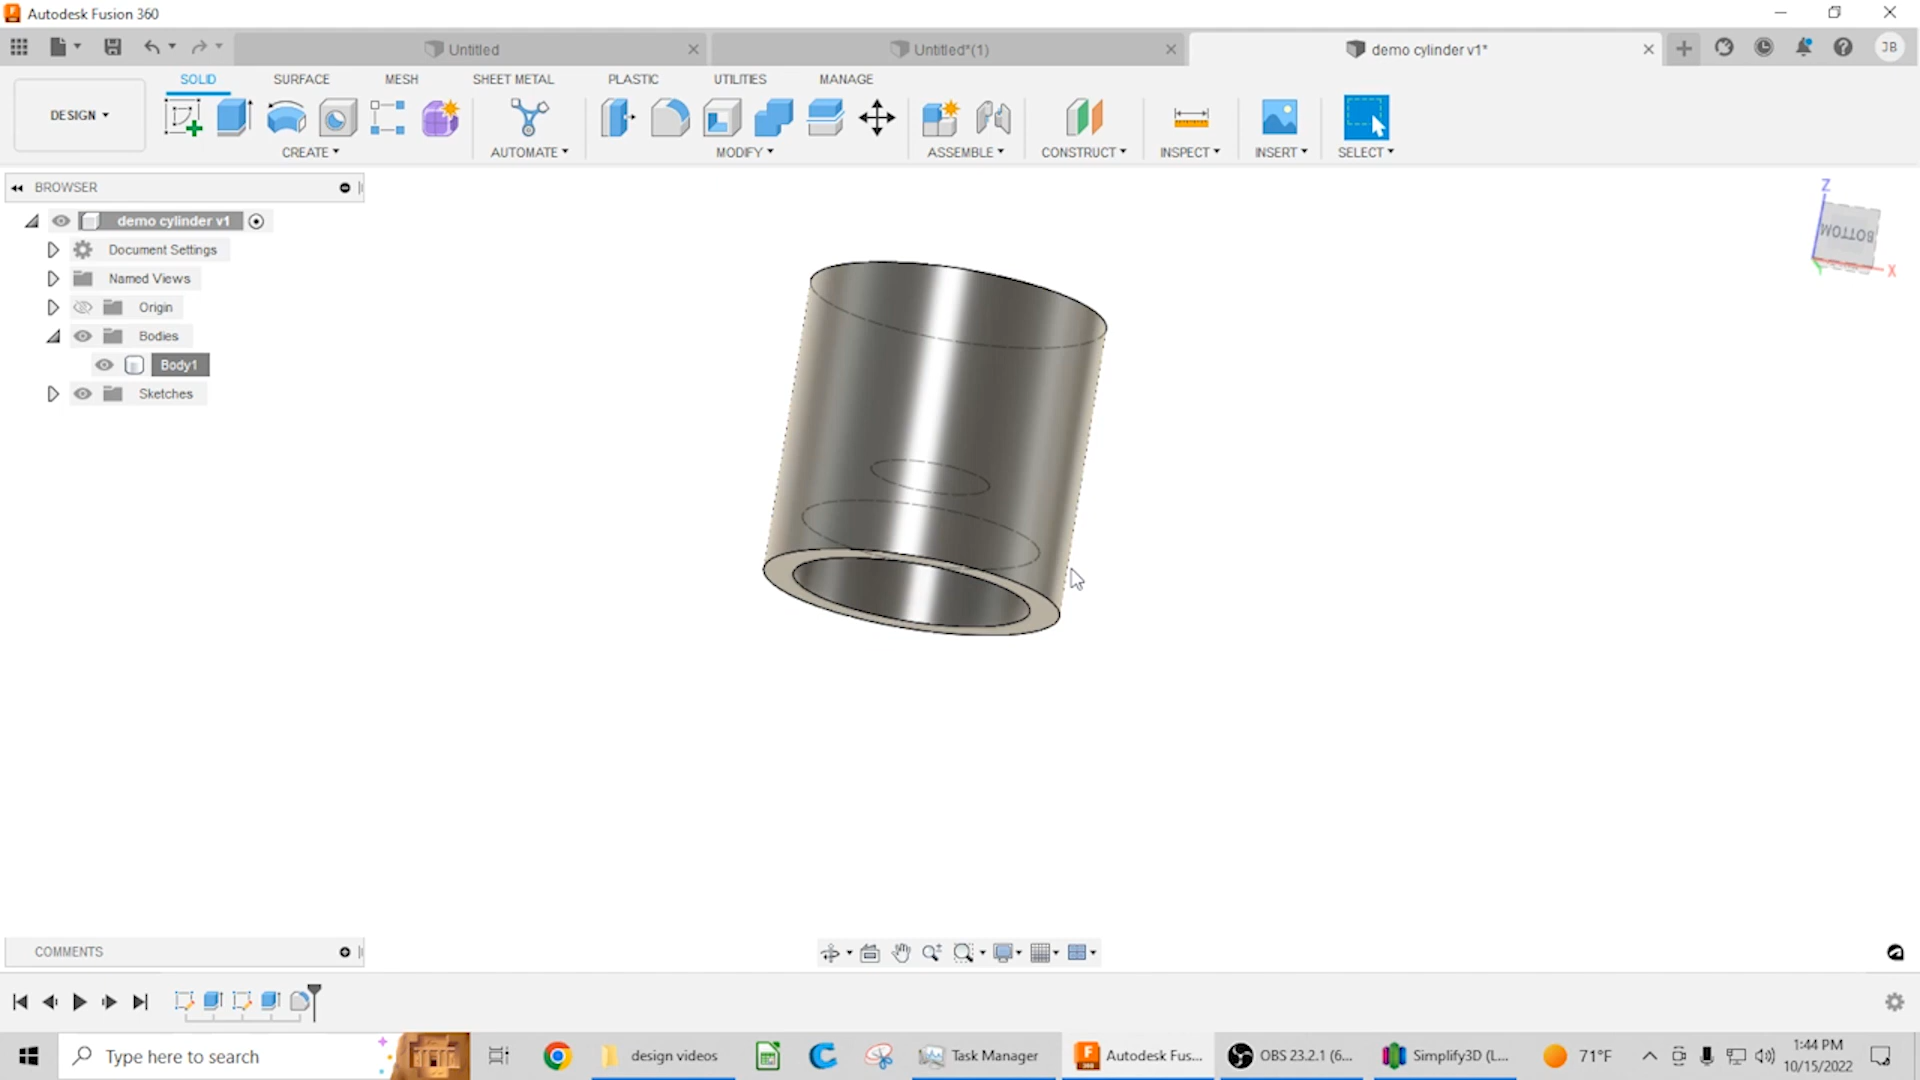 Autodesk Fusion 360
Untitled
Untitled*(1)
demo cylinder v1*
JB
DESIGN
SOLID
SURFACE
MESH
SHEET METAL
PLASTIC
UTILITIES
MANAGE
CREATE
AUTOMATE
MODIFY
ASSEMBLE
CONSTRUCT
INSPECT
INSERT
SELECT
BROWSER
demo cylinder v1
Document Settings
Named Views
Origin
Bodies
Body1
Sketches
Z
BOTTOM
X
COMMENTS
Type here to search
design videos
Task Manager
Autodesk Fus...
OBS 23.2.1 (6...
Simplify3D (L...
71°F
1:44 PM
10/15/2022